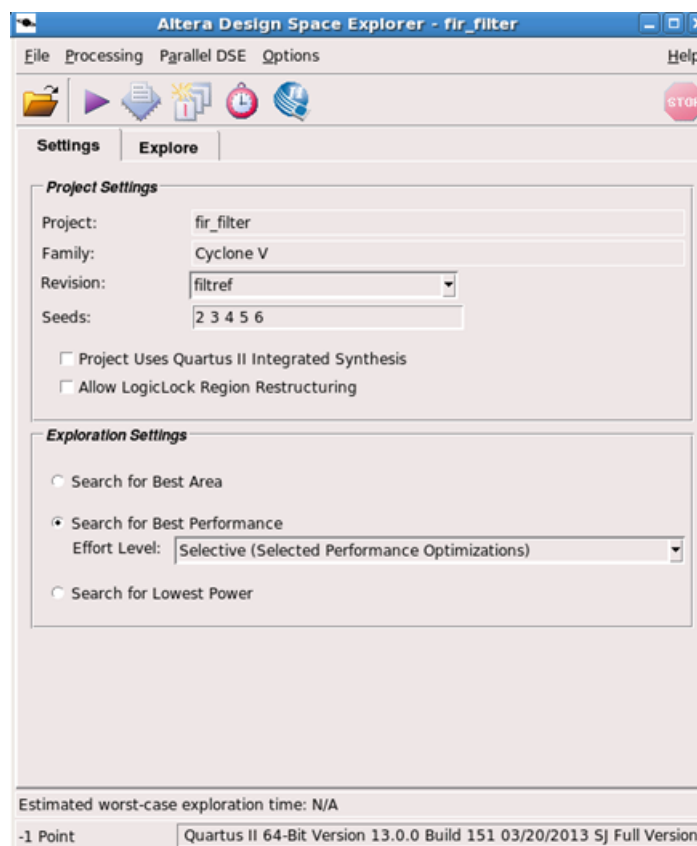 Altera Design Space Explorer - fir_filter
File Processing Parallel DSE Options Help
STOP
Settings Explore
Project Settings
Project: fir_filter
Family: Cyclone V
Revision: filtref
Seeds: 2 3 4 5 6
Project Uses Quartus II Integrated Synthesis
Allow LogicLock Region Restructuring
Exploration Settings
Search for Best Area
Search for Best Performance
Effort Level: Selective (Selected Performance Optimizations)
Search for Lowest Power
Estimated worst-case exploration time: N/A
-1 Point Quartus II 64-Bit Version 13.0.0 Build 151 03/20/2013 SJ Full Version